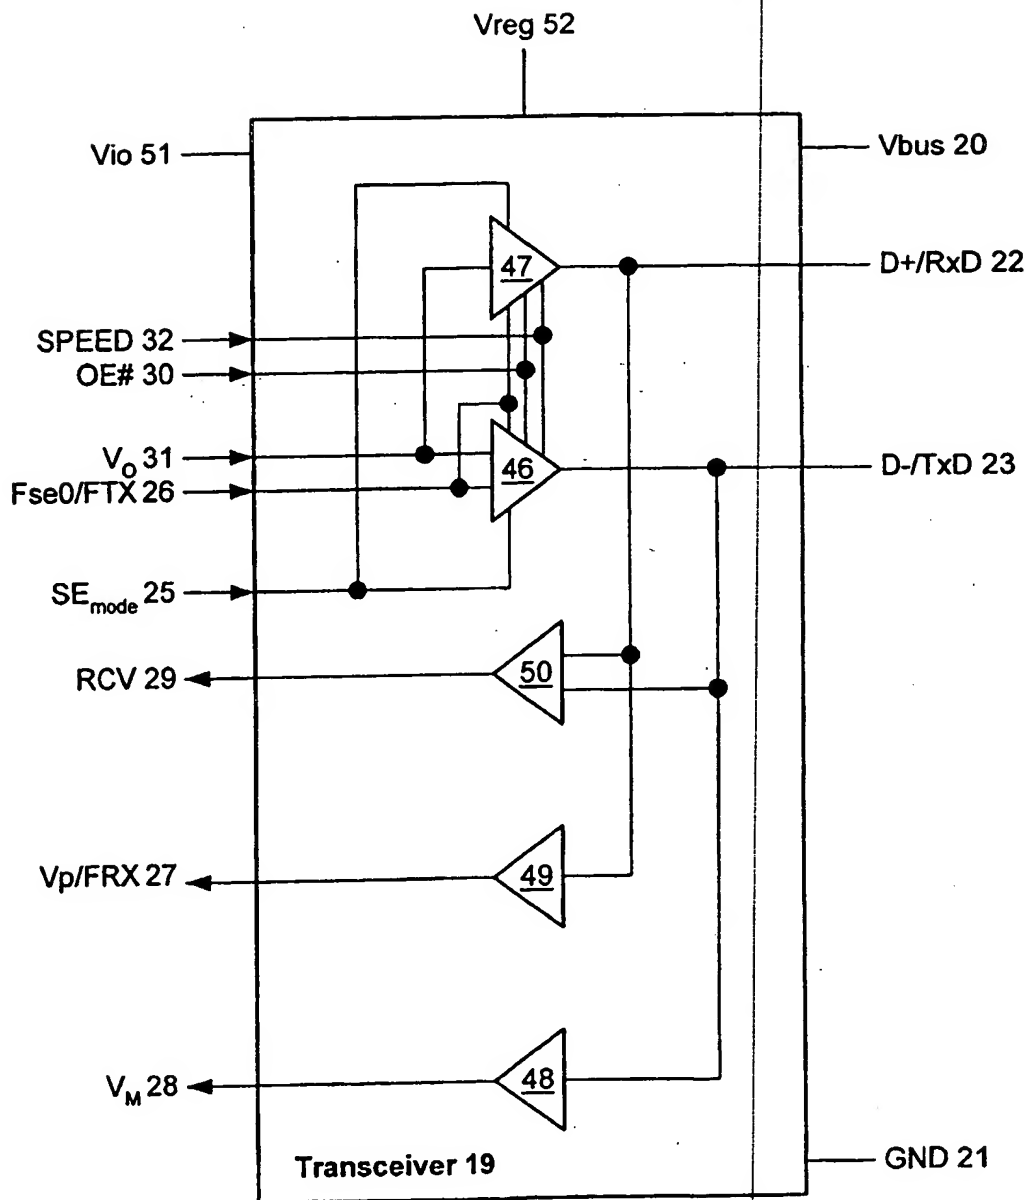 Vreg 52
Vio 51
Vbus 20
47
D+/RxD 22
SPEED 32
OE# 30
VO 31
46
D-/TxD 23
Fse0/FTX 26
SEmode 25
RCV 29
50
Vp/FRX 27
49
VM 28
48
Transceiver 19
GND 21